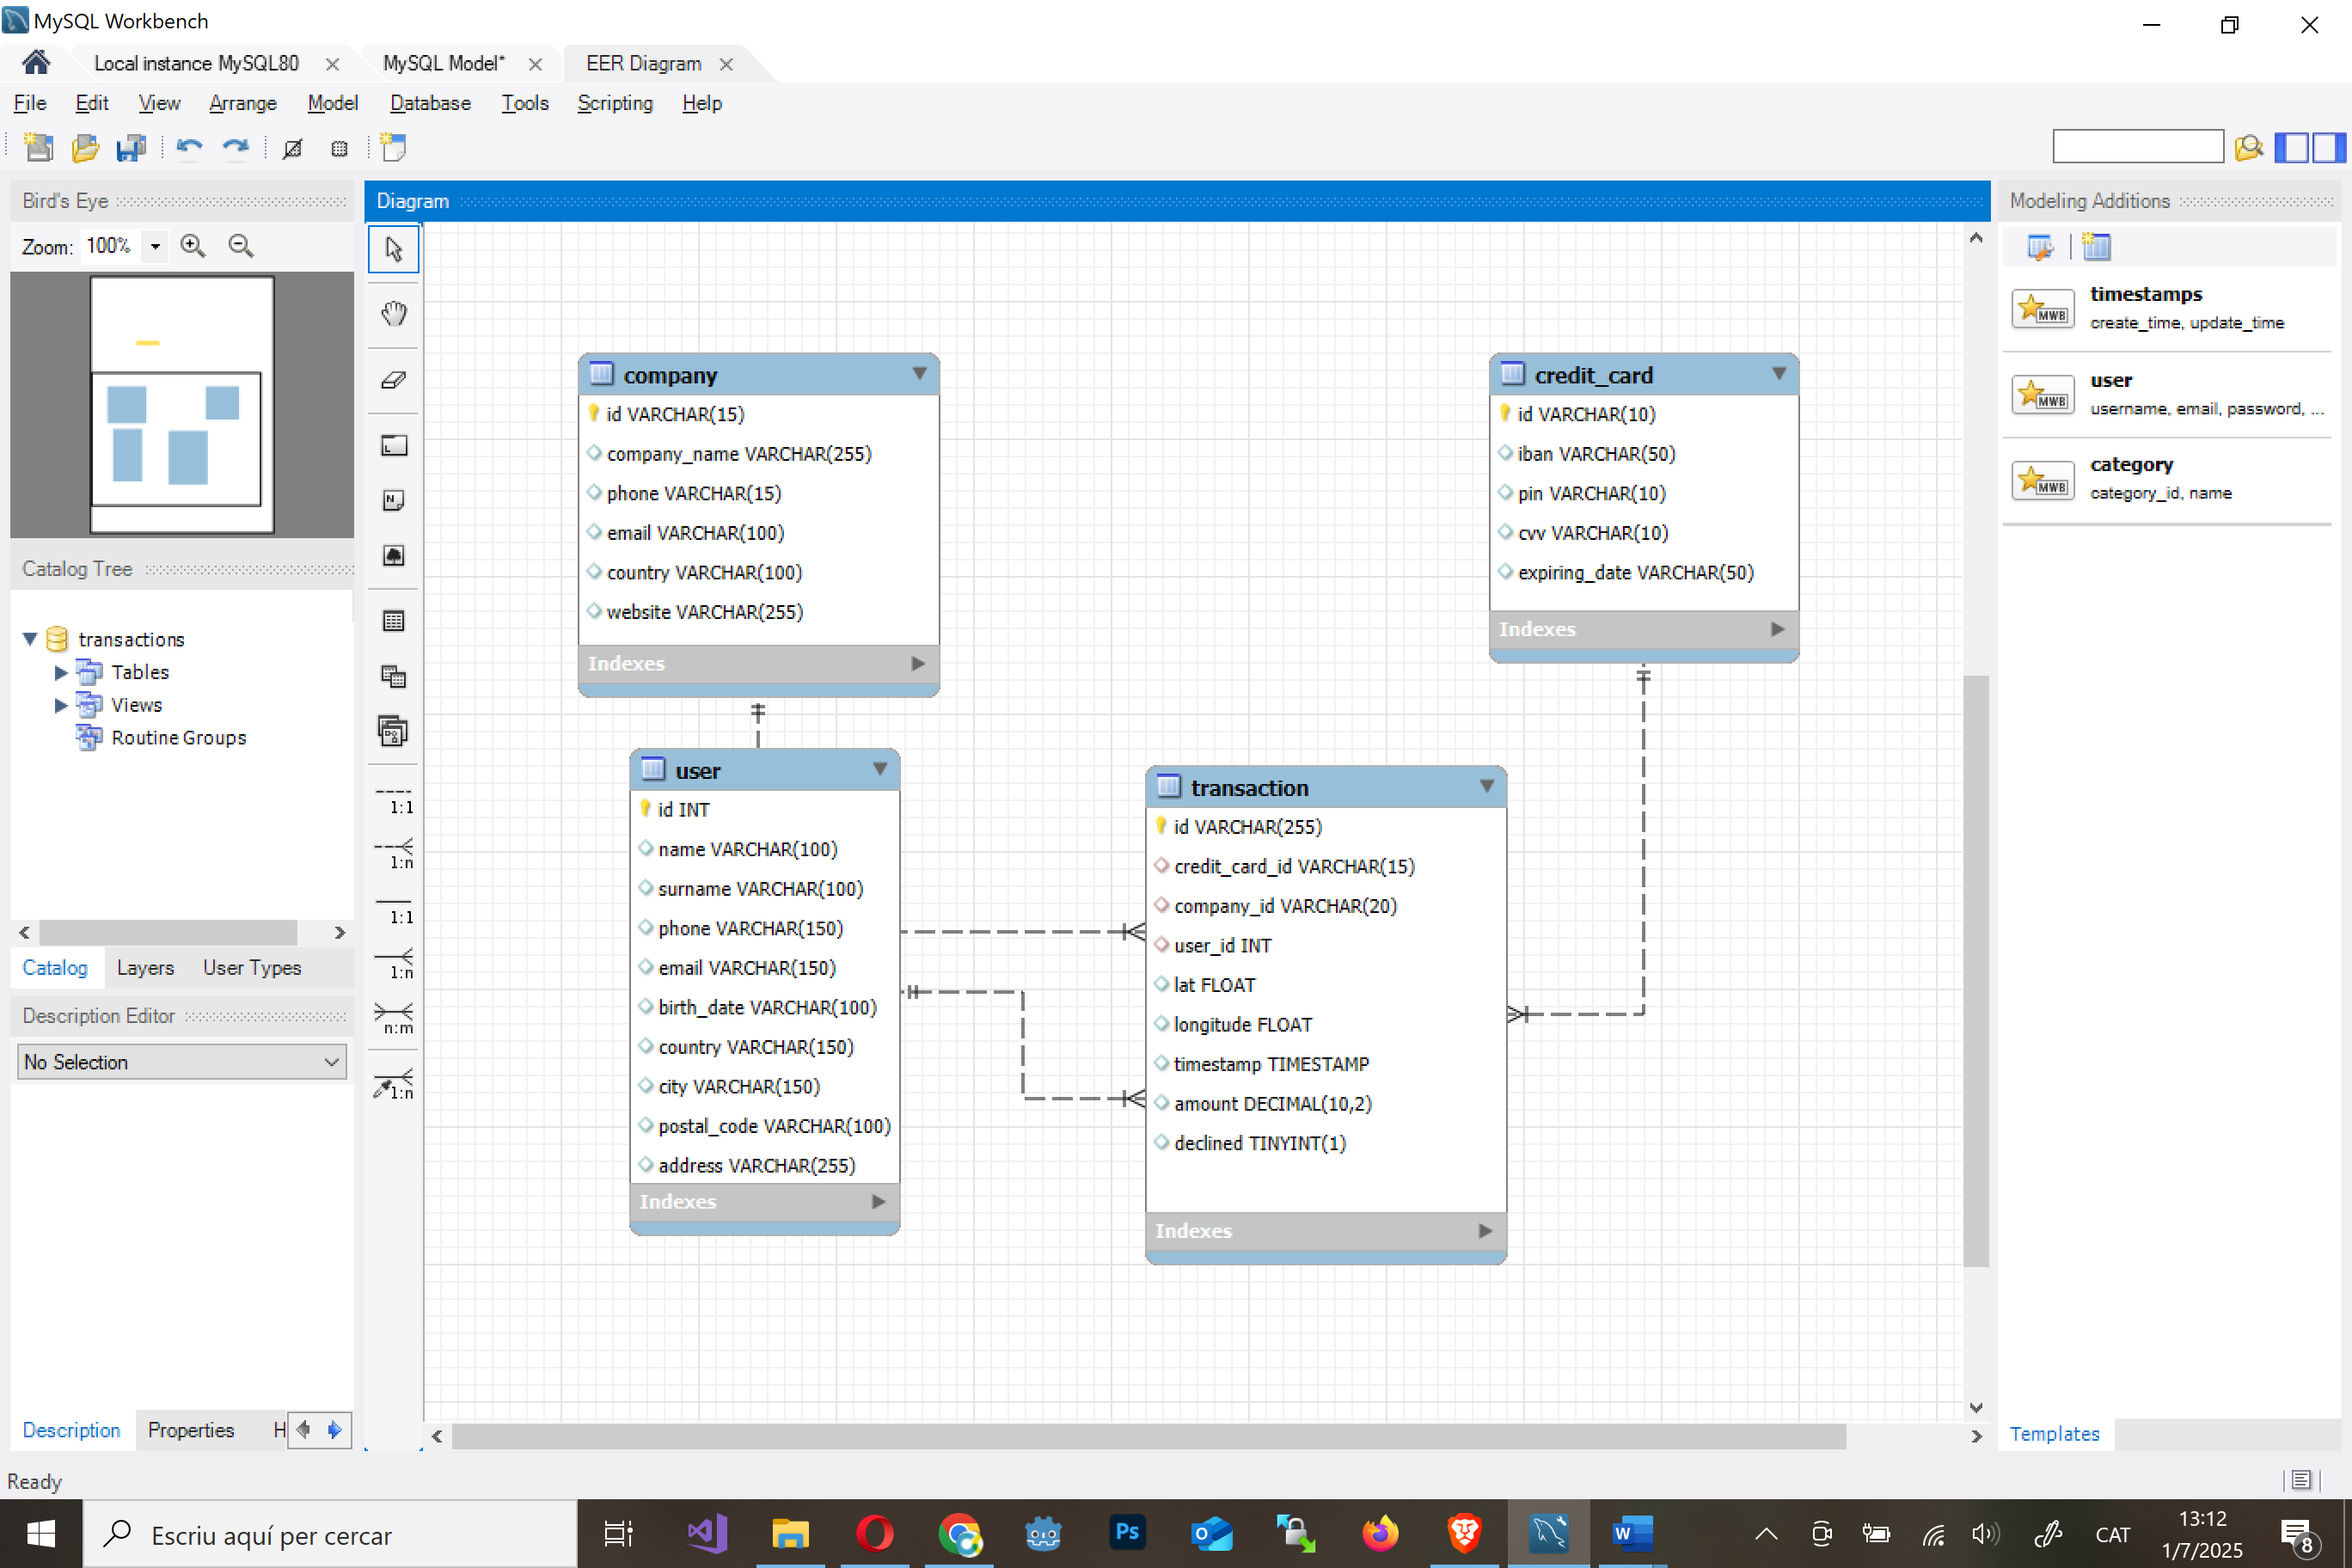 MySQL Workbench
Local instance MySQL80
MySQL Model*
EER Diagram
File Edit View Arrange Model Database Tools Scripting Help
Bird's Eye
Zoom: 100%
Catalog Tree
transactions
Tables
Views
Routine Groups
Catalog Layers User Types
Description Editor
No Selection
Description Properties H
Ready
Diagram
1:1
1:n
1:1
1:n
n:m
1:n
company
id VARCHAR(15)
company_name VARCHAR(255)
phone VARCHAR(15)
email VARCHAR(100)
country VARCHAR(100)
website VARCHAR(255)
Indexes
credit_card
id VARCHAR(10)
iban VARCHAR(50)
pin VARCHAR(10)
cvv VARCHAR(10)
expiring_date VARCHAR(50)
Indexes
user
id INT
name VARCHAR(100)
surname VARCHAR(100)
phone VARCHAR(150)
email VARCHAR(150)
birth_date VARCHAR(100)
country VARCHAR(150)
city VARCHAR(150)
postal_code VARCHAR(100)
address VARCHAR(255)
Indexes
transaction
id VARCHAR(255)
credit_card_id VARCHAR(15)
company_id VARCHAR(20)
user_id INT
lat FLOAT
longitude FLOAT
timestamp TIMESTAMP
amount DECIMAL(10,2)
declined TINYINT(1)
Indexes
Modeling Additions
MWB
timestamps
create_time, update_time
MWB
user
username, email, password, ...
MWB
category
category_id, name
Templates
Escriu aquí per cercar
Ps
CAT
13:12
1/7/2025
8